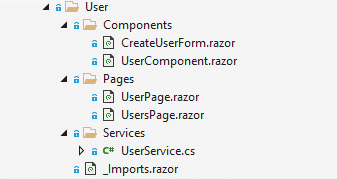 User
Components
CreateUserForm.razor
UserComponent.razor
Pages
UserPage.razor
UsersPage.razor
Services
C# UserService.cs
_Imports.razor